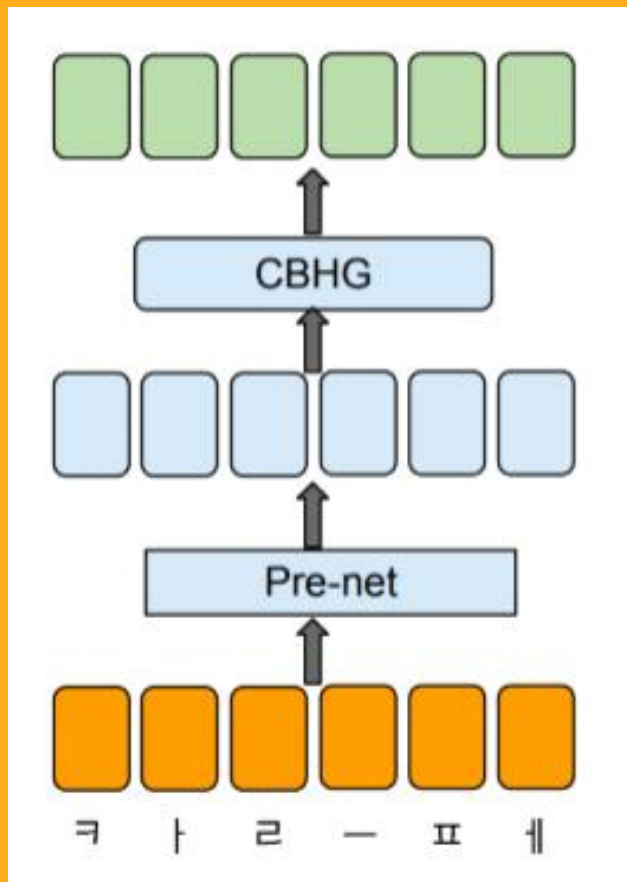 CBHG
Pre-net
ㅋ ㅏ ㄹ ㅡ ㅍ ㅔ